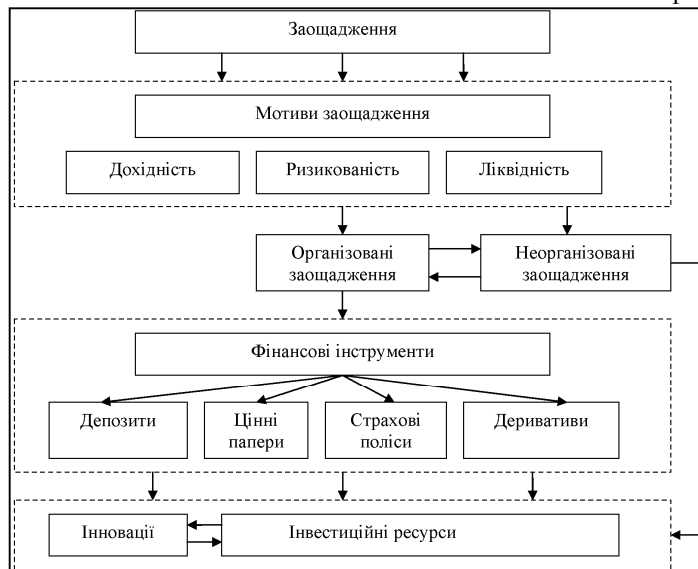 Заощадження
Мотиви заощадження
Дохідність
Ризикованість
Ліквідність
Організовані
заощадження
Неорганізовані
заощадження
Фінансові інструменти
Депозити
Цінні
папери
Страхові
поліси
Деривативи
Інновації
Інвестиційні ресурси